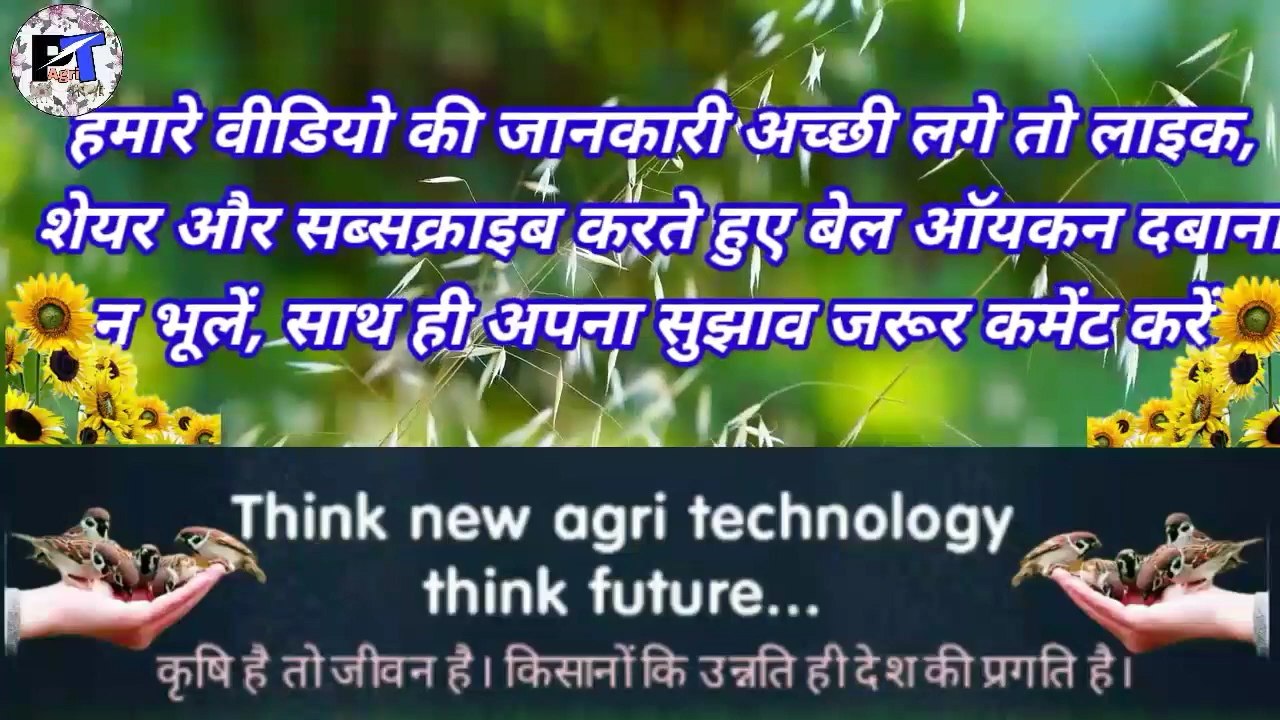 हमारे वीडियो की जानकारी अच्छी लगे तो लाइक,
शेयर और सब्सक्राइब करते हुए बेल ऑयकन दबाना
न भूलें, साथ ही अपना सुझाव जरूर कमेंट करें
Think new agri technology
think future...
कृषि है तो जीवन है। किसानों कि उन्नति ही देश की प्रगति है।
Agri